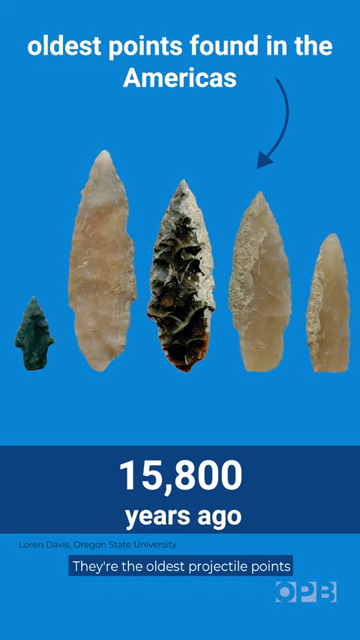 oldest points found in the
Americas
15,800
years ago
Loren Davis, Oregon State University
They're the oldest projectile points
OPB